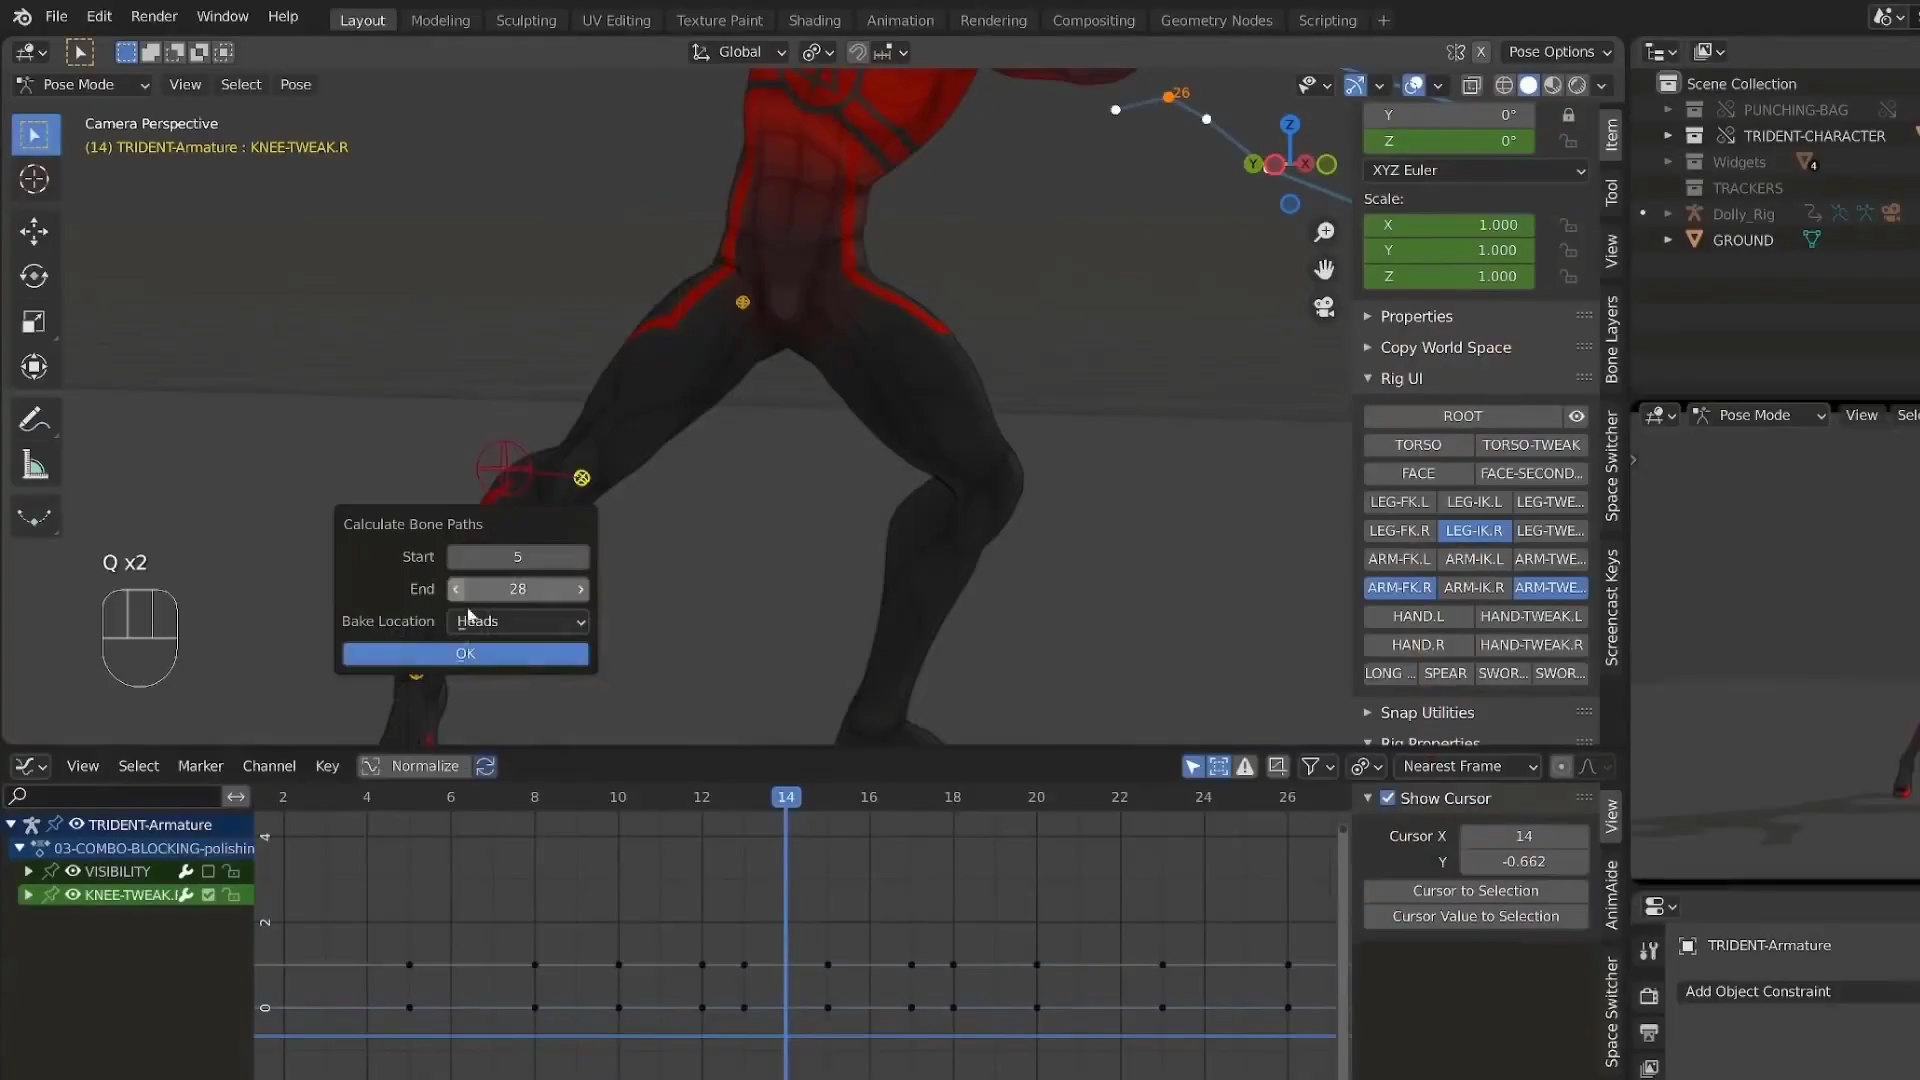 File Edit Render Window Help Layout Modeling Sculpting UV Editing Texture Paint Shading Animation Rendering Compositing Geometry Nodes Scripting +
Global X Pose Options
Pose Mode View Select Pose
Camera Perspective
(14) TRIDENT-Armature : KNEE-TWEAK.R
26
Z
Y
X
Y 0°
Z 0°
XYZ Euler
Scale:
X 1.000
Y 1.000
Z 1.000
Properties
Copy World Space
Rig UI
ROOT
TORSO TORSO-TWEAK
FACE FACE-SECOND...
LEG-FK.L LEG-IK.L LEG-TWE...
LEG-FK.R LEG-IK.R LEG-TWE...
ARM-FK.L ARM-IK.L ARM-TWE...
ARM-FK.R ARM-IK.R ARM-TWE...
HAND.L HAND-TWEAK.L
HAND.R HAND-TWEAK.R
LONG ... SPEAR SWOR... SWOR...
Snap Utilities
Rig Properties
Item
Tool
View
Bone Layers
Space Switcher
Screencast Keys
Scene Collection
PUNCHING-BAG
TRIDENT-CHARACTER
Widgets 4
TRACKERS
Dolly_Rig
GROUND
Pose Mode View Sele
Q x2
Calculate Bone Paths
Start 5
End 28
Bake Location Heads
OK
View Select Marker Channel Key Normalize Nearest Frame
2 4 6 8 10 12 14 16 18 20 22 24 26
TRIDENT-Armature
03-COMBO-BLOCKING-polishin
VISIBILITY
KNEE-TWEAK.
4
2
0
Show Cursor
Cursor X 14
Y -0.662
Cursor to Selection
Cursor Value to Selection
View
AnimAide
Space Switcher
TRIDENT-Armature
Add Object Constraint